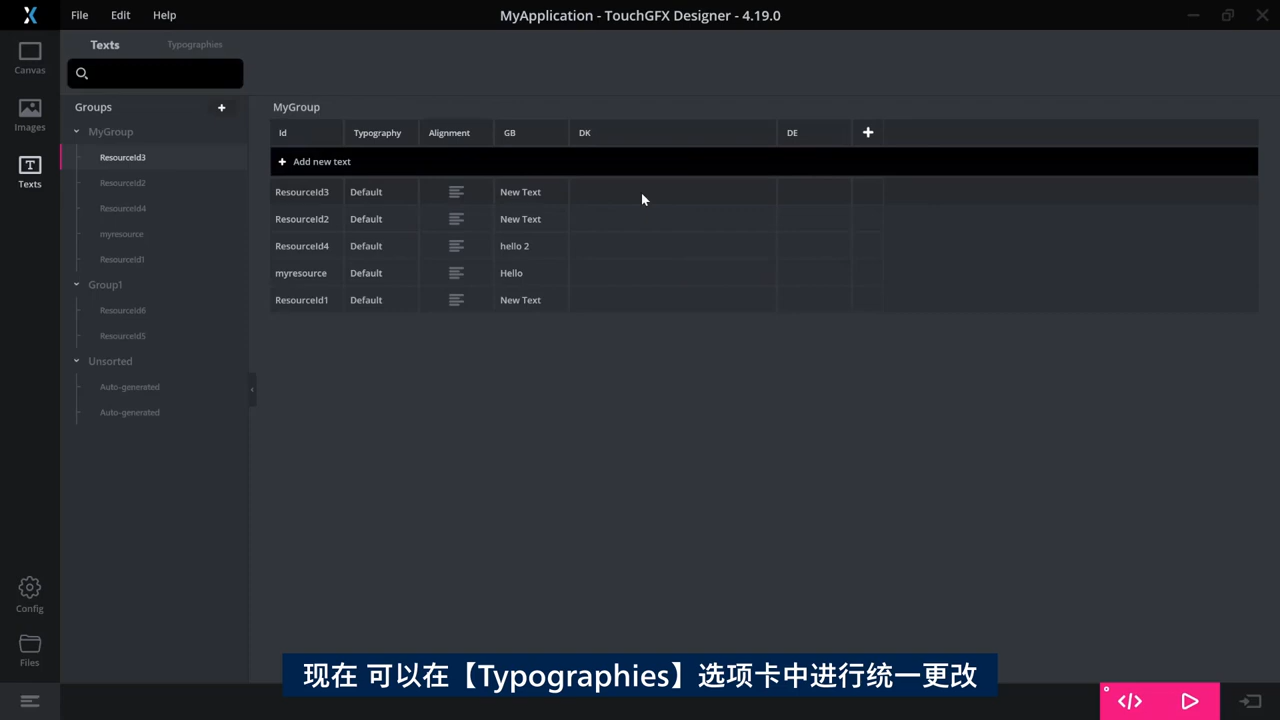 File Edit Help
MyApplication - TouchGFX Designer - 4.19.0
Canvas
Images
Texts
Config
Files
Texts Typographies
Groups +
MyGroup
ResourceId3
ResourceId2
ResourceId4
myresource
ResourceId1
Group1
ResourceId6
ResourceId5
Unsorted
Auto-generated
Auto-generated
MyGroup
Id Typography Alignment GB DK DE +
+ Add new text
ResourceId3 Default New Text
ResourceId2 Default New Text
ResourceId4 Default hello 2
myresource Default Hello
ResourceId1 Default New Text
现在 可以在【Typographies】选项卡中进行统一更改